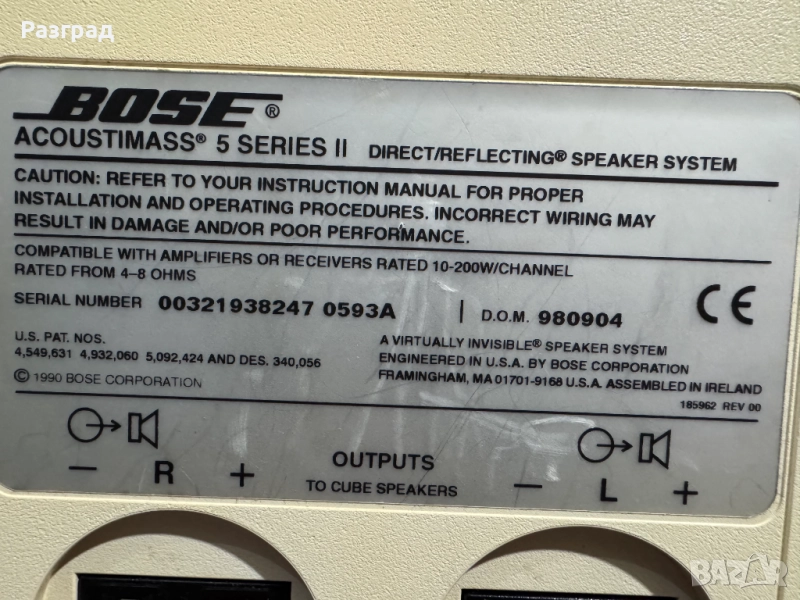 Разград
BOSE®
ACOUSTIMASS® 5 SERIES II DIRECT/REFLECTING® SPEAKER SYSTEM
CAUTION: REFER TO YOUR INSTRUCTION MANUAL FOR PROPER
INSTALLATION AND OPERATING PROCEDURES. INCORRECT WIRING MAY
RESULT IN DAMAGE AND/OR POOR PERFORMANCE.
COMPATIBLE WITH AMPLIFIERS OR RECEIVERS RATED 10-200W/CHANNEL
RATED FROM 4–8 OHMS
SERIAL NUMBER 00321938247 0593A | D.O.M. 980904
CE
U.S. PAT. NOS.
4,549,631 4,932,060 5,092,424 AND DES. 340,056
© 1990 BOSE CORPORATION
A VIRTUALLY INVISIBLE® SPEAKER SYSTEM
ENGINEERED IN U.S.A. BY BOSE CORPORATION
FRAMINGHAM, MA 01701-9168 U.S.A. ASSEMBLED IN IRELAND
185962 REV 00
− R +
OUTPUTS
TO CUBE SPEAKERS
− L +
BAZAR